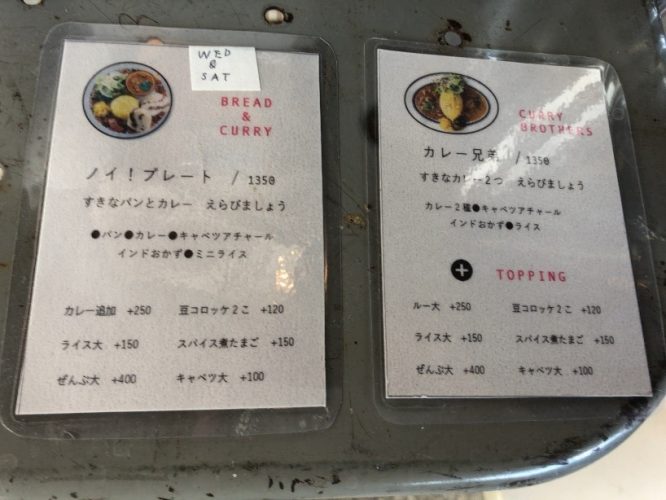 WED
&
SAT
BREAD
&
CURRY
ノイ！プレート / 1350
すきなパンとカレー えらびましょう
●パン●カレー●キャベツアチャール
インドおかず●ミニライス
カレー追加 +250 豆コロッケ2こ +120
ライス大 +150 スパイス煮たまご +150
ぜんぶ大 +400 キャベツ大 +100
CURRY
BROTHERS
カレー兄弟 / 1350
すきなカレー2つ えらびましょう
カレー2種●キャベツアチャール
インドおかず●ライス
+ TOPPING
ルー大 +250 豆コロッケ2こ +120
ライス大 +150 スパイス煮たまご +150
ぜんぶ大 +400 キャベツ大 +100